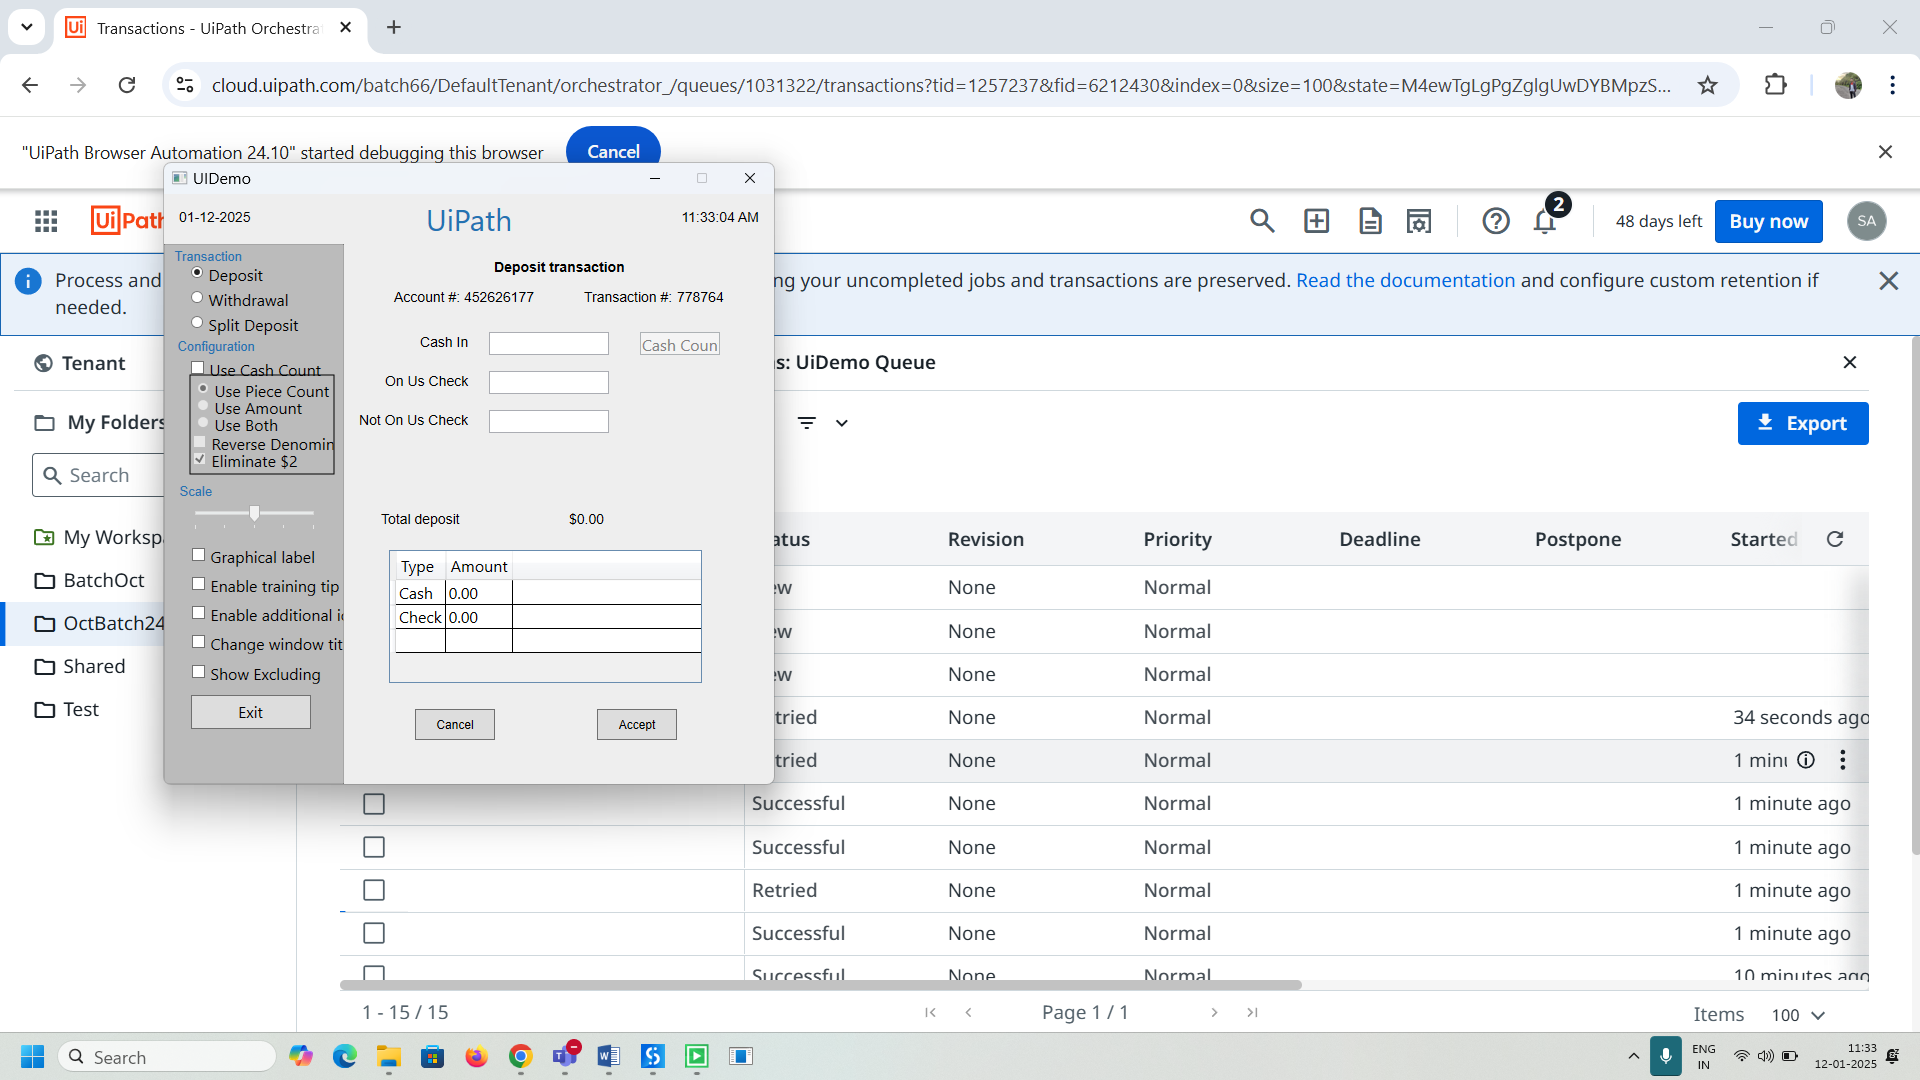 Transactions - UiPath Orchestra
cloud.uipath.com/batch66/DefaultTenant/orchestrator_/queues/1031322/transactions?tid=1257237&fid=6212430&index=0&size=100&state=M4ewTgLgPgZglgUwDYBMpzS...
"UiPath Browser Automation 24.10" started debugging this browser
Cancel
UIDemo
01-12-2025
UiPath
11:33:04 AM
Transaction
Deposit
Withdrawal
Split Deposit
Configuration
Use Cash Count
Use Piece Count
Use Amount
Use Both
Reverse Denomin
Eliminate $2
Scale
Graphical label
Enable training tip
Enable additional ic
Change window tit
Show Excluding
Exit
Deposit transaction
Account #: 452626177
Transaction #: 778764
Cash In
Cash Coun
On Us Check
Not On Us Check
Total deposit
$0.00
Type Amount
Cash 0.00
Check 0.00
Cancel
Accept
UiPath
2
48 days left
Buy now
SA
Process and
ng your uncompleted jobs and transactions are preserved. Read the documentation and configure custom retention if
needed.
Tenant
My Folders
Search
My Workspa
BatchOct
OctBatch24
Shared
Test
s: UiDemo Queue
Export
atus Revision Priority Deadline Postpone Started
ew None Normal
ew None Normal
ew None Normal
tried None Normal 34 seconds ago
tried None Normal 1 minu
Successful None Normal 1 minute ago
Successful None Normal 1 minute ago
Retried None Normal 1 minute ago
Successful None Normal 1 minute ago
Successful None Normal 10 minutes ago
1 - 15 / 15
Page 1 / 1
Items 100
Search
ENG
IN
11:33
12-01-2025